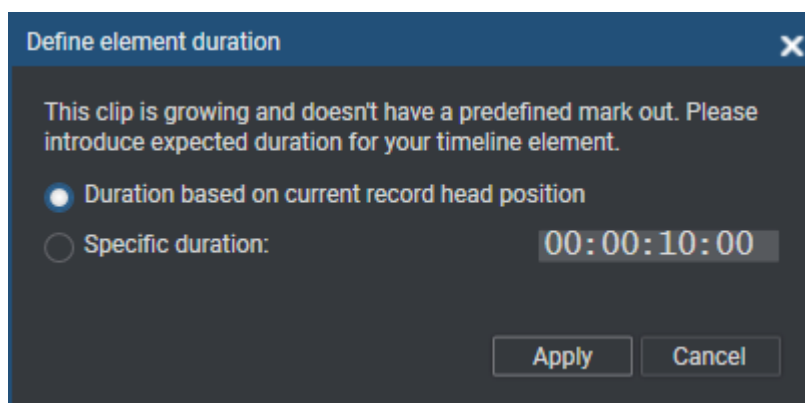 Define element duration
This clip is growing and doesn't have a predefined mark out. Please
introduce expected duration for your timeline element.
Duration based on current record head position
Specific duration: 00:00:10:00
Apply Cancel